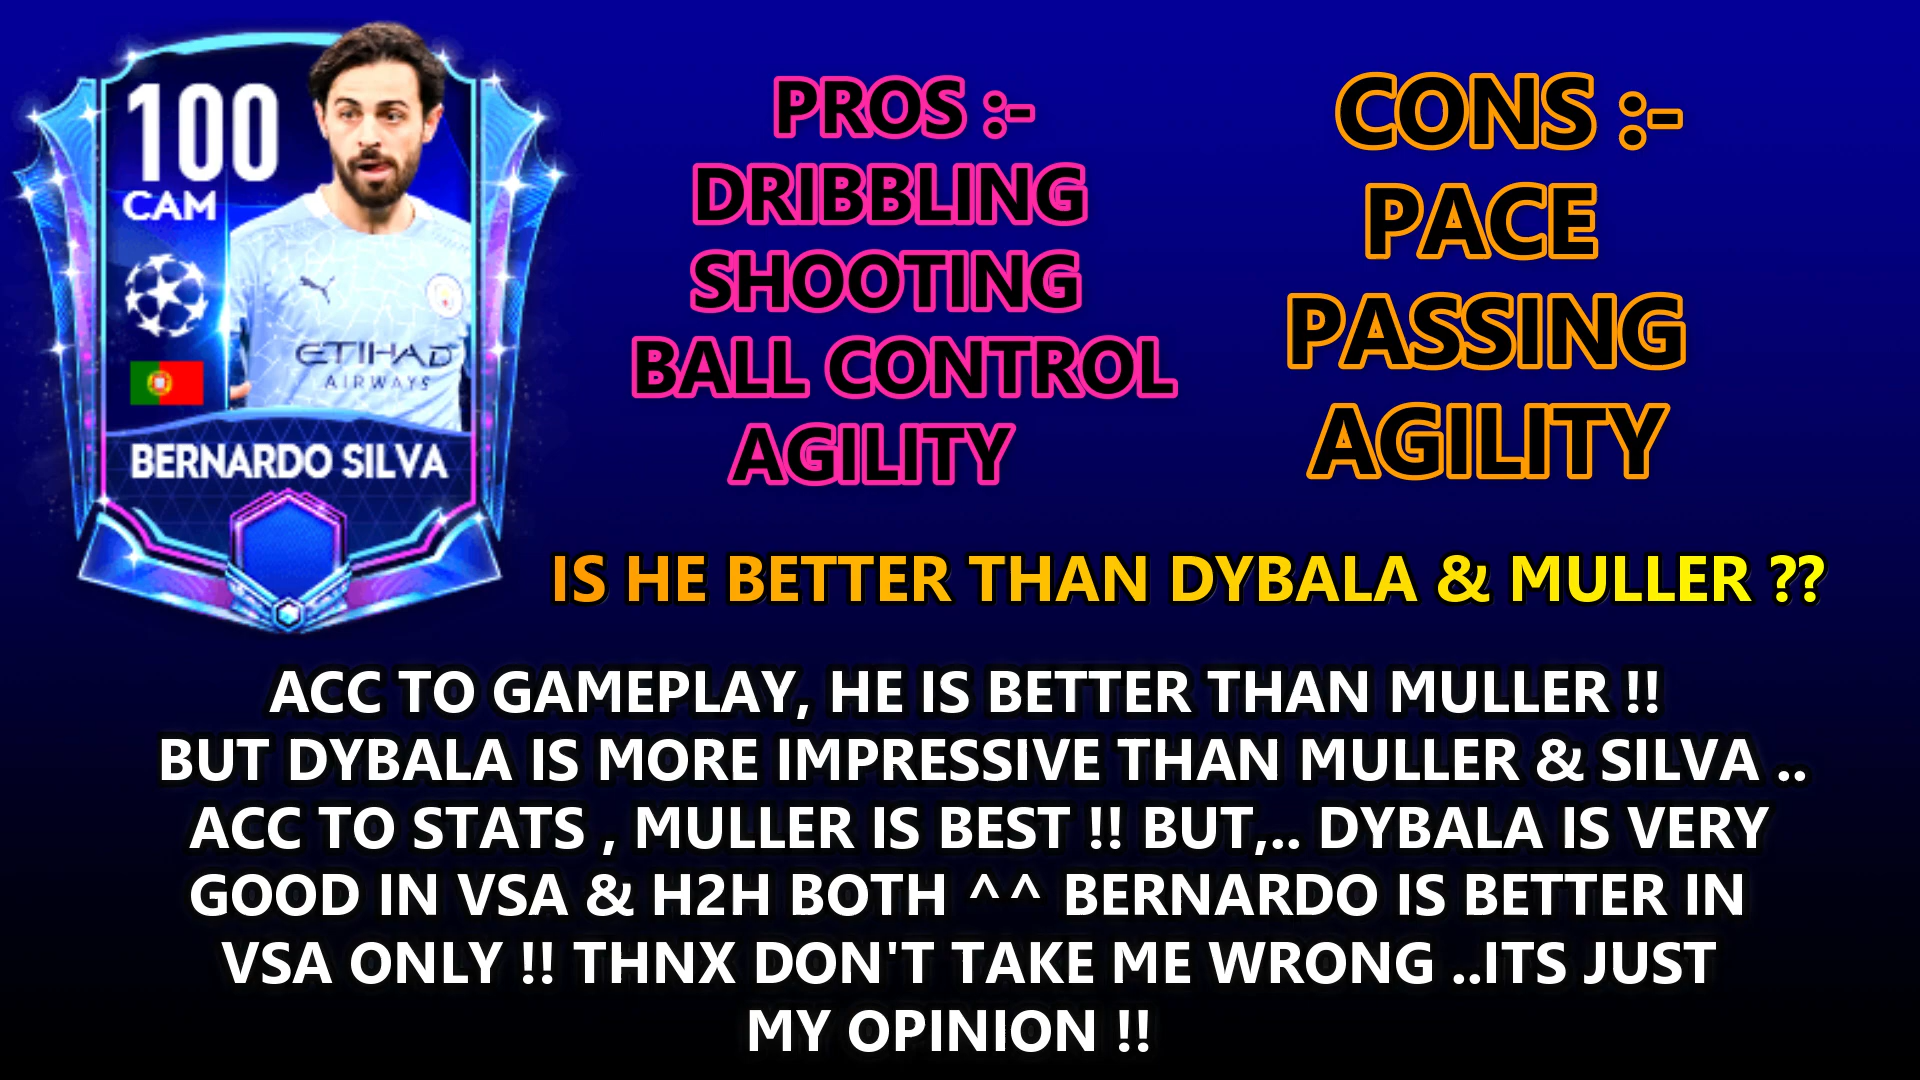 100
CAM
ETIHAD
AIRWAYS
BERNARDO SILVA
PROS :-
DRIBBLING
SHOOTING
BALL CONTROL
AGILITY
CONS :-
PACE
PASSING
AGILITY
IS HE BETTER THAN DYBALA & MULLER ??
ACC TO GAMEPLAY, HE IS BETTER THAN MULLER !!
BUT DYBALA IS MORE IMPRESSIVE THAN MULLER & SILVA ..
ACC TO STATS , MULLER IS BEST !! BUT,.. DYBALA IS VERY
GOOD IN VSA & H2H BOTH ^^ BERNARDO IS BETTER IN
VSA ONLY !! THNX DON'T TAKE ME WRONG ..ITS JUST
MY OPINION !!